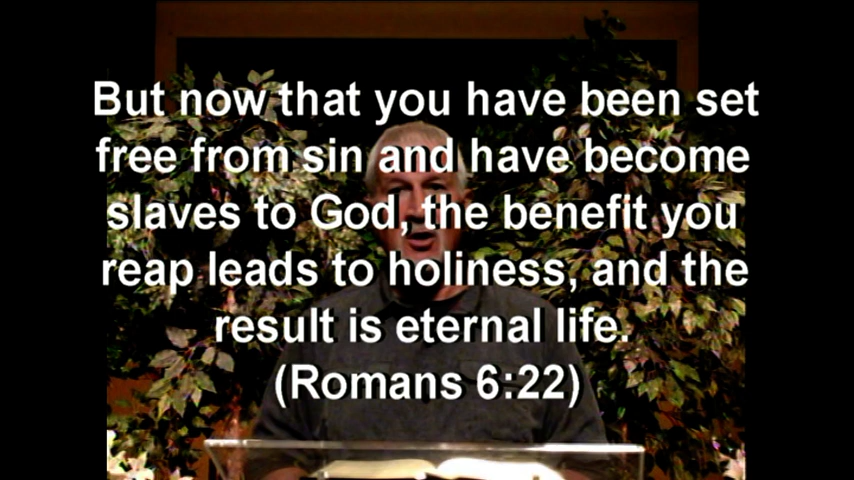 But now that you have been set
free from sin and have become
slaves to God, the benefit you
reap leads to holiness, and the
result is eternal life.
(Romans 6:22)